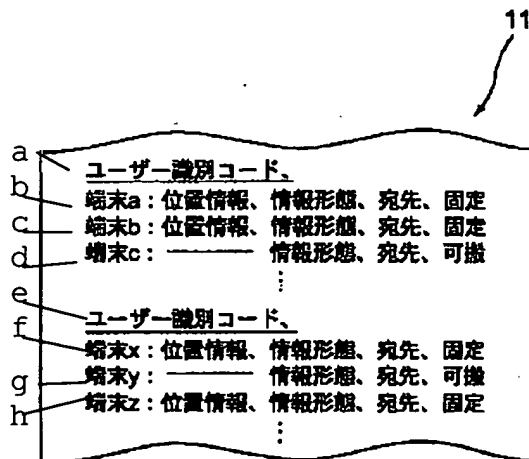 11
a ユーザー識別コード、
b 端末a：位置情報、情報形態、宛先、固定
c 端末b：位置情報、情報形態、宛先、固定
d 端末c：――― 情報形態、宛先、可搬
⋮
e ユーザー識別コード、
f 端末x：位置情報、情報形態、宛先、固定
g 端末y：――― 情報形態、宛先、可搬
h 端末z：位置情報、情報形態、宛先、固定
⋮